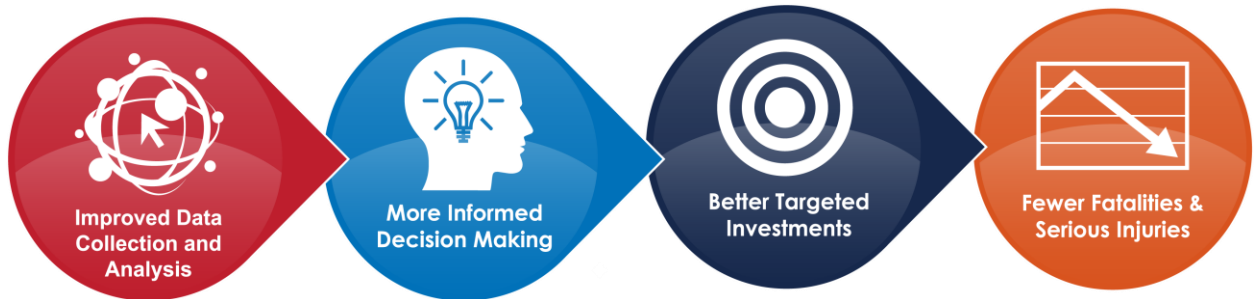 Improved Data
Collection and
Analysis
More Informed
Decision Making
Better Targeted
Investments
Fewer Fatalities &
Serious Injuries